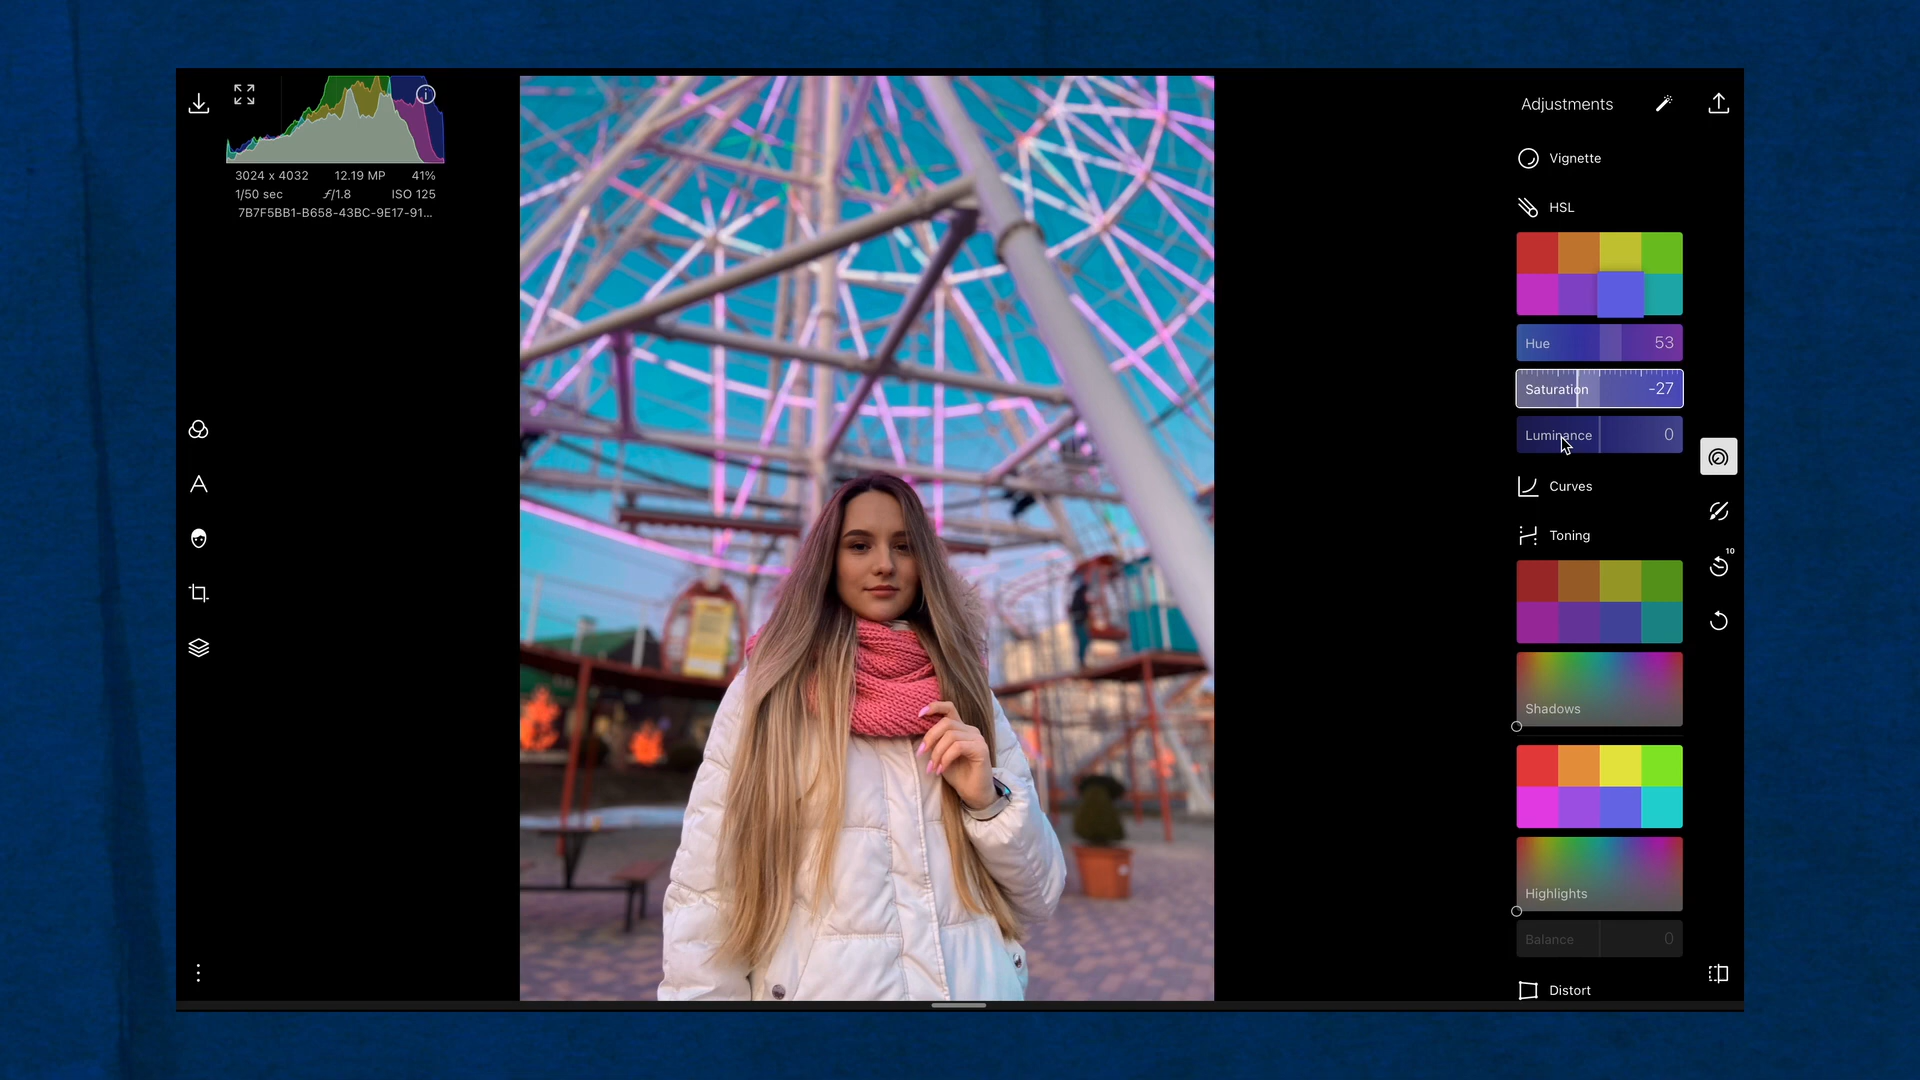 Adjustments
3024 x 4032 12.19 MP 41%
1/50 sec ƒ/1.8 ISO 125
7B7F5BB1-B658-43BC-9E17-91...
Vignette
HSL
Hue 53
Saturation -27
Luminance 0
Curves
Toning
10
Shadows
Highlights
Balance 0
Distort